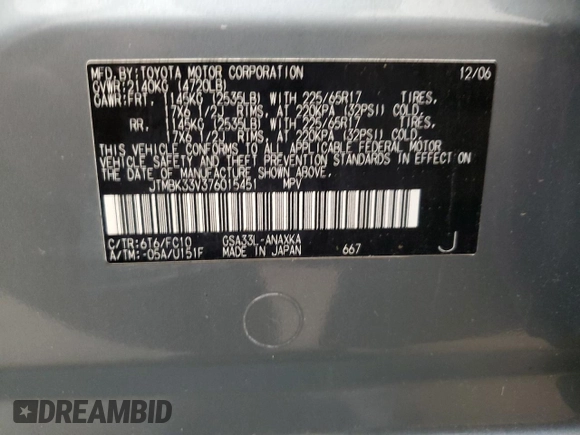 MFD.BY:TOYOTA MOTOR CORPORATION 12/06
GVWR:2140KG (4720LB)
GAWR:FRT, 1145KG (2535LB) WITH 225/65R17 TIRES,
17X6 1/2J RIMS, AT 220KPA (32PSI) COLD.
RR, 1145KG (2535LB) WITH 225/65R17 TIRES,
17X6 1/2J RIMS, AT 220KPA (32PSI) COLD.
THIS VEHICLE CONFORMS TO ALL APPLICABLE FEDERAL MOTOR
VEHICLE SAFETY AND THEFT PREVENTION STANDARDS IN EFFECT ON
THE DATE OF MANUFACTURE SHOWN ABOVE.
JTMBK33V376015451 MPV
C/TR:6T6/FC10 GSA33L-ANAXKA
A/TM:-05A/U151F MADE IN JAPAN 667 J
DREAMBID